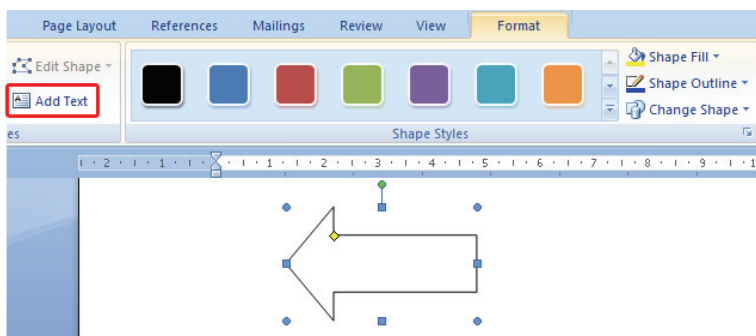 Page Layout References Mailings Review View Format
Edit Shape
Add Text
Shape Fill
Shape Outline
Change Shape
es Shape Styles
2 1 1 2 3 4 5 6 7 8 9 1